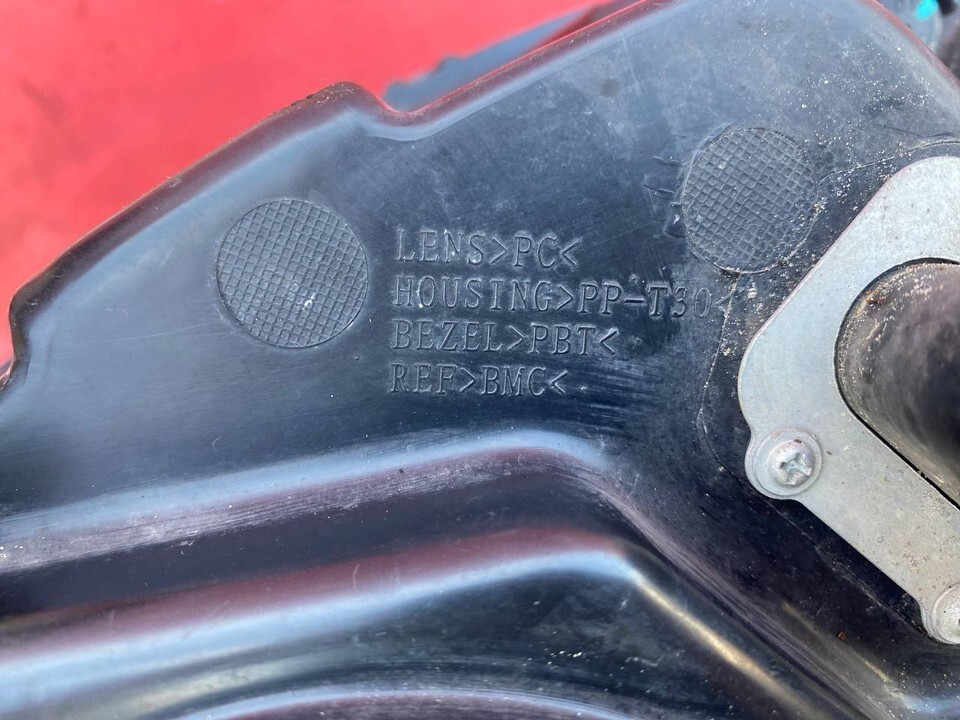 LENS>PC<
HOUSING>PP-T30<
BEZEL>PBT<
REF>BMC<